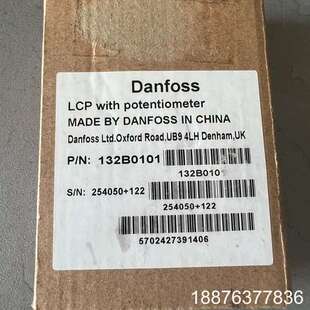 Danfoss
LCP with potentiometer
MADE BY DANFOSS IN CHINA
Danfoss Ltd.Oxford Road,UB9 4LH Denham,UK
P/N: 132B0101
132B010
S/N: 254050+122
254050+122
5702427391406
18876377836